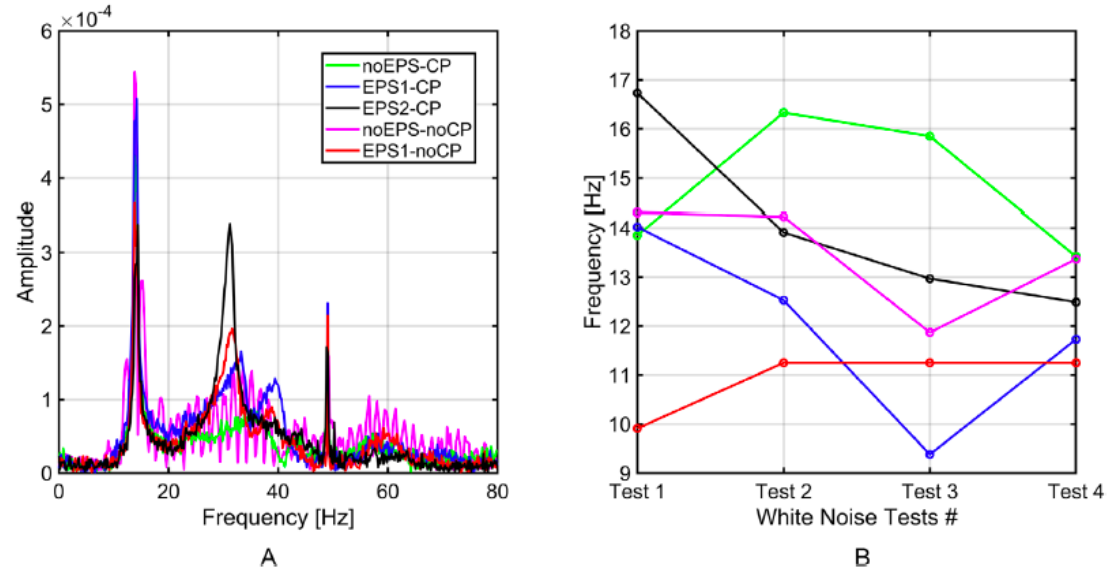 ×10⁻⁴
6
5
4
3
2
1
0
Amplitude
0 20 40 60 80
Frequency [Hz]
noEPS-CP
EPS1-CP
EPS2-CP
noEPS-noCP
EPS1-noCP
A
18
17
16
15
14
13
12
11
10
9
Frequency [Hz]
Test 1 Test 2 Test 3 Test 4
White Noise Tests #
B